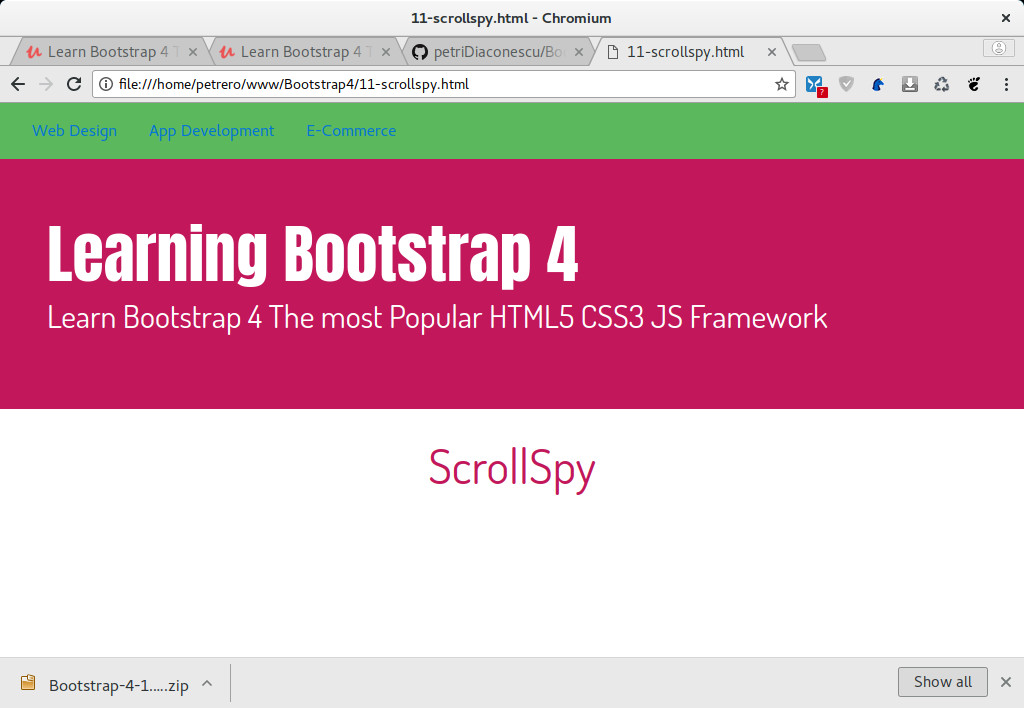 11-scrollspy.html - Chromium
Learn Bootstrap 4 T
Learn Bootstrap 4 T
petriDiaconescu/Bo
11-scrollspy.html
file:///home/petrero/www/Bootstrap4/11-scrollspy.html
?
Web Design App Development E-Commerce
Learning Bootstrap 4
Learn Bootstrap 4 The most Popular HTML5 CSS3 JS Framework
ScrollSpy
Bootstrap-4-1.....zip
Show all